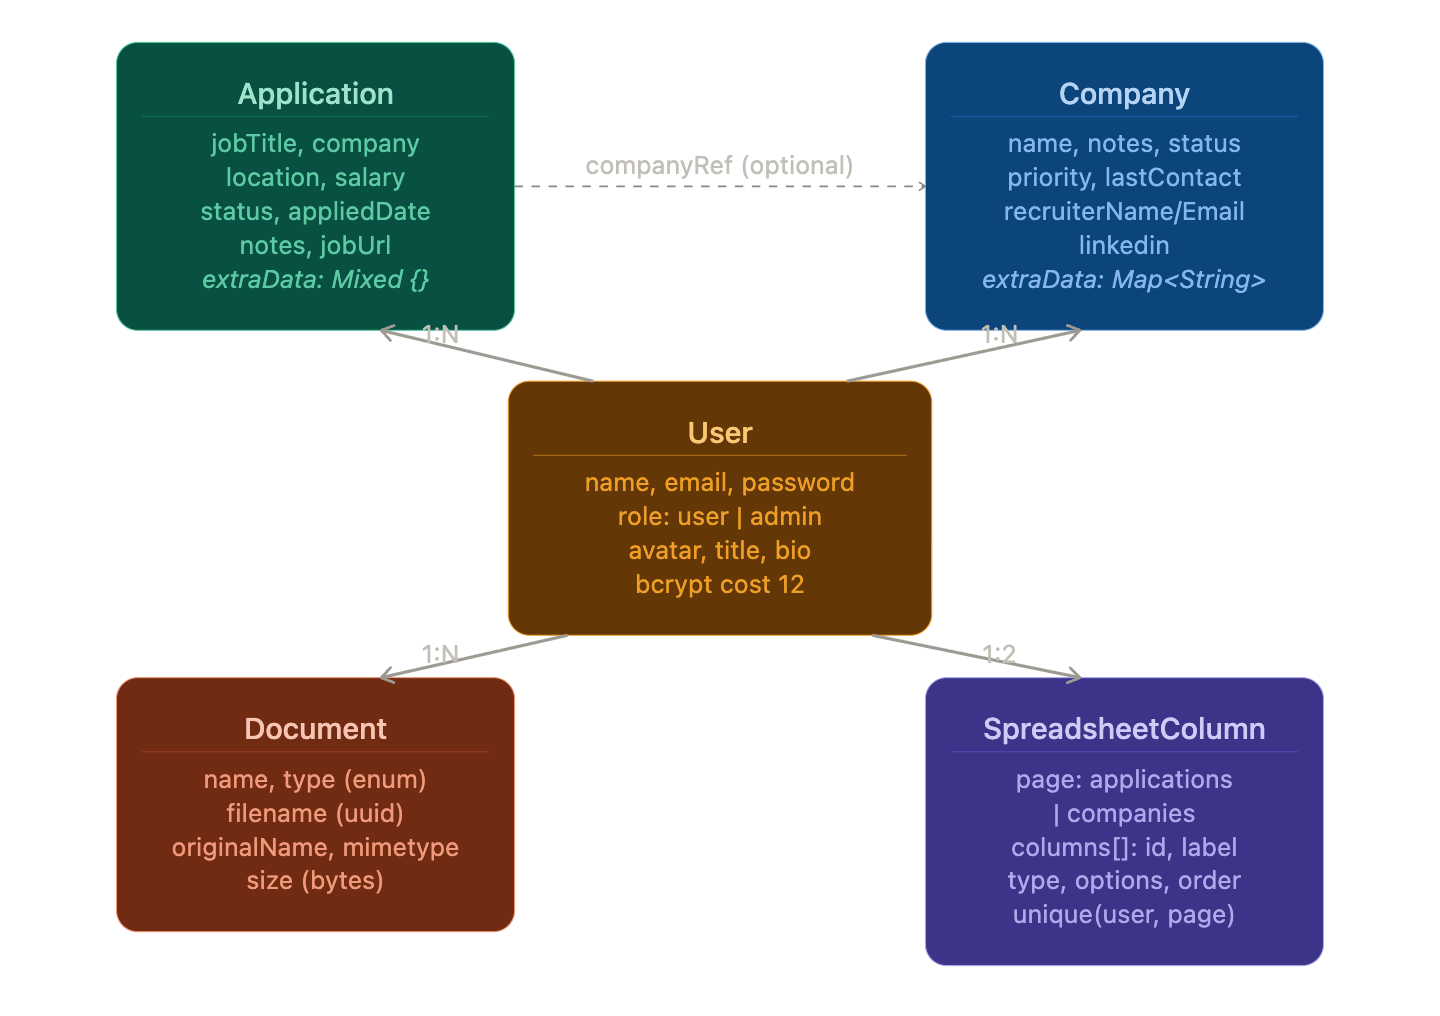 Application
jobTitle, company
location, salary
status, appliedDate
notes, jobUrl
extraData: Mixed {}
companyRef (optional)
Company
name, notes, status
priority, lastContact
recruiterName/Email
linkedin
extraData: Map<String>
1:N
1:N
User
name, email, password
role: user | admin
avatar, title, bio
bcrypt cost 12
1:N
1:2
Document
name, type (enum)
filename (uuid)
originalName, mimetype
size (bytes)
SpreadsheetColumn
page: applications
| companies
columns[]: id, label
type, options, order
unique(user, page)